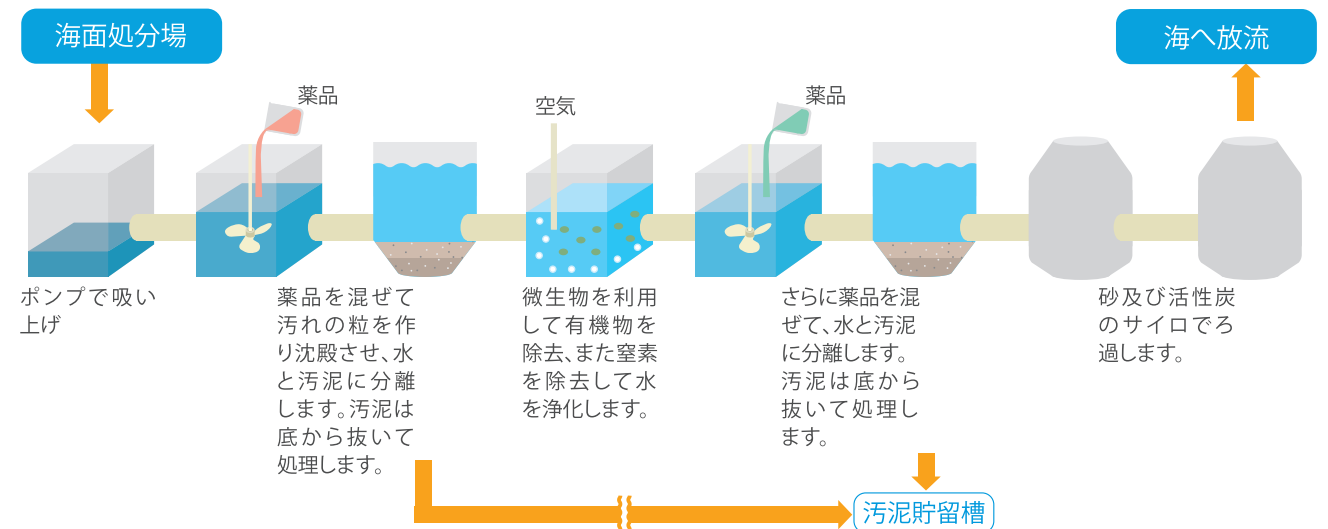 海面処分場
海へ放流
薬品
空気
薬品
ポンプで吸い
上げ
薬品を混ぜて
汚れの粒を作
り沈殿させ、水
と汚泥に分離
します。汚泥は
底から抜いて
処理します。
微生物を利用
して有機物を
除去、また窒素
を除去して水
を浄化します。
さらに薬品を混
ぜて、水と汚泥
に分離します。
汚泥は底から
抜いて処理し
ます。
砂及び活性炭
のサイロでろ
過します。
汚泥貯留槽